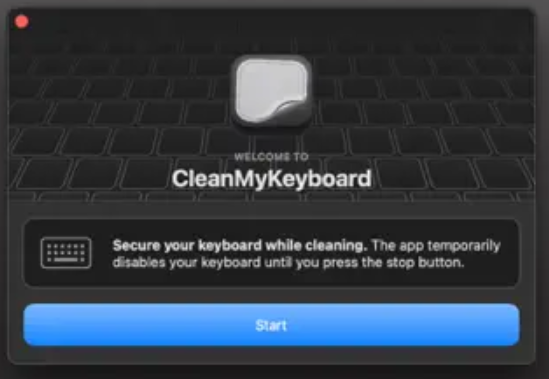 WELCOME TO
CleanMyKeyboard
Secure your keyboard while cleaning. The app temporarily
disables your keyboard until you press the stop button.
Start